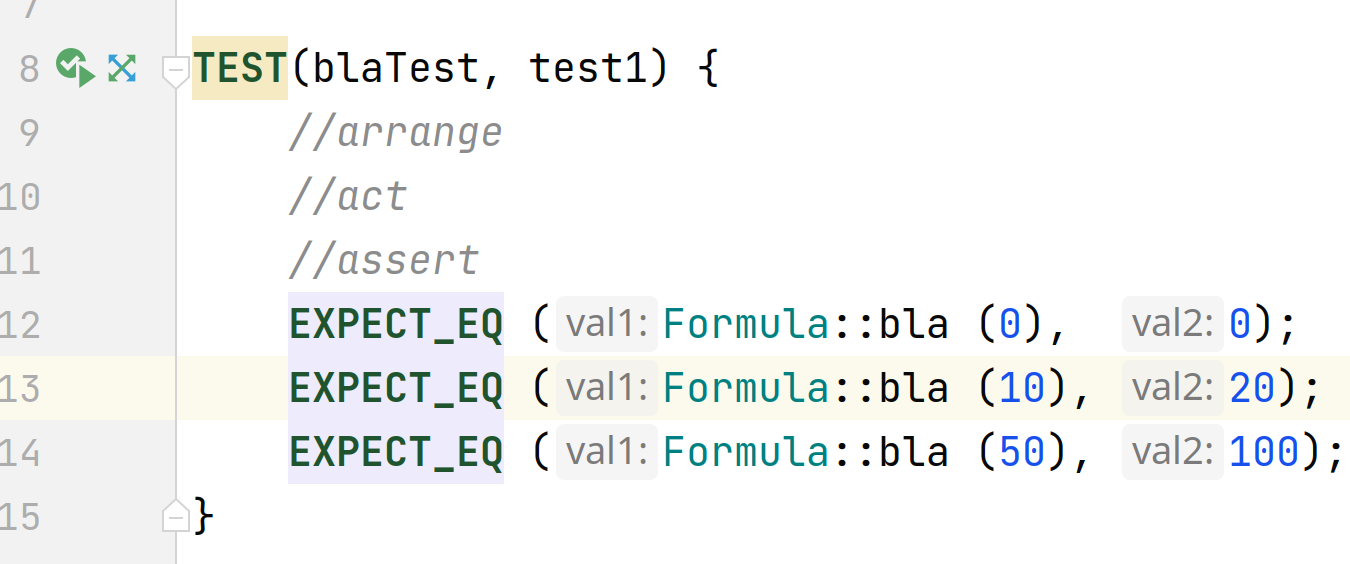 7
8 TEST(blaTest, test1) {
9 //arrange
10 //act
11 //assert
12 EXPECT_EQ (val1: Formula::bla (0), val2: 0);
13 EXPECT_EQ (val1: Formula::bla (10), val2: 20);
14 EXPECT_EQ (val1: Formula::bla (50), val2: 100);
15 }